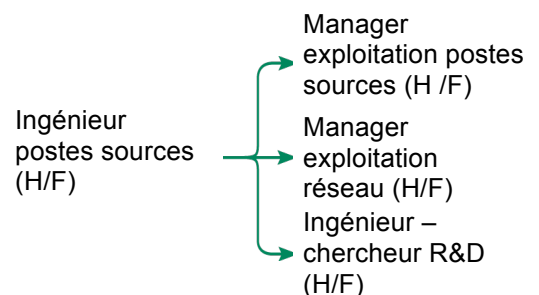 Ingénieur
postes sources
(H/F)
Manager
exploitation postes
sources (H /F)
Manager
exploitation
réseau (H/F)
Ingénieur –
chercheur R&D
(H/F)